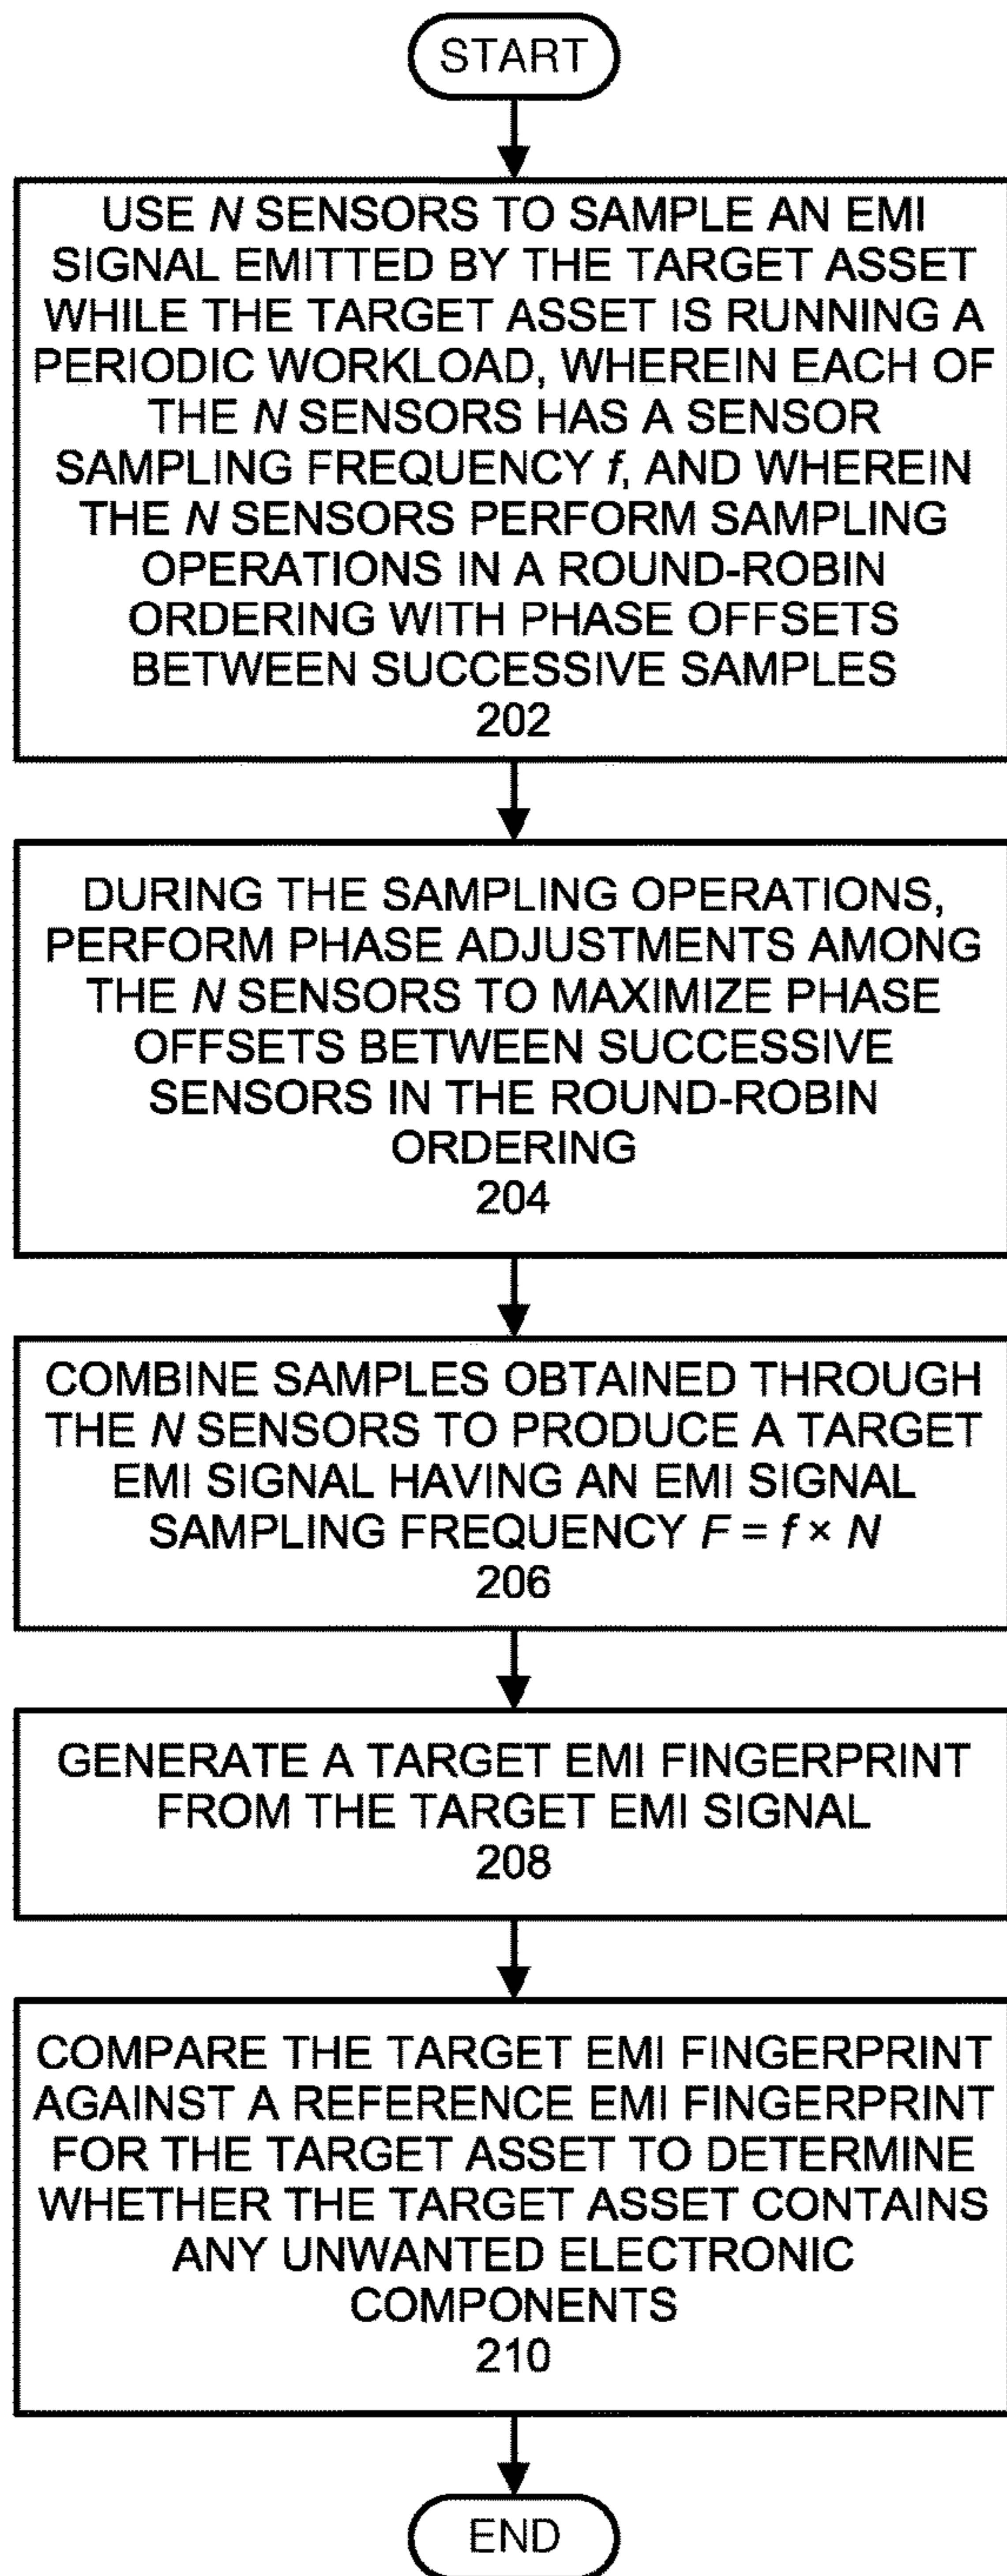 START
USE N SENSORS TO SAMPLE AN EMI
SIGNAL EMITTED BY THE TARGET ASSET
WHILE THE TARGET ASSET IS RUNNING A
PERIODIC WORKLOAD, WHEREIN EACH OF
THE N SENSORS HAS A SENSOR
SAMPLING FREQUENCY f, AND WHEREIN
THE N SENSORS PERFORM SAMPLING
OPERATIONS IN A ROUND-ROBIN
ORDERING WITH PHASE OFFSETS
BETWEEN SUCCESSIVE SAMPLES
202
DURING THE SAMPLING OPERATIONS,
PERFORM PHASE ADJUSTMENTS AMONG
THE N SENSORS TO MAXIMIZE PHASE
OFFSETS BETWEEN SUCCESSIVE
SENSORS IN THE ROUND-ROBIN
ORDERING
204
COMBINE SAMPLES OBTAINED THROUGH
THE N SENSORS TO PRODUCE A TARGET
EMI SIGNAL HAVING AN EMI SIGNAL
SAMPLING FREQUENCY F = f × N
206
GENERATE A TARGET EMI FINGERPRINT
FROM THE TARGET EMI SIGNAL
208
COMPARE THE TARGET EMI FINGERPRINT
AGAINST A REFERENCE EMI FINGERPRINT
FOR THE TARGET ASSET TO DETERMINE
WHETHER THE TARGET ASSET CONTAINS
ANY UNWANTED ELECTRONIC
COMPONENTS
210
END